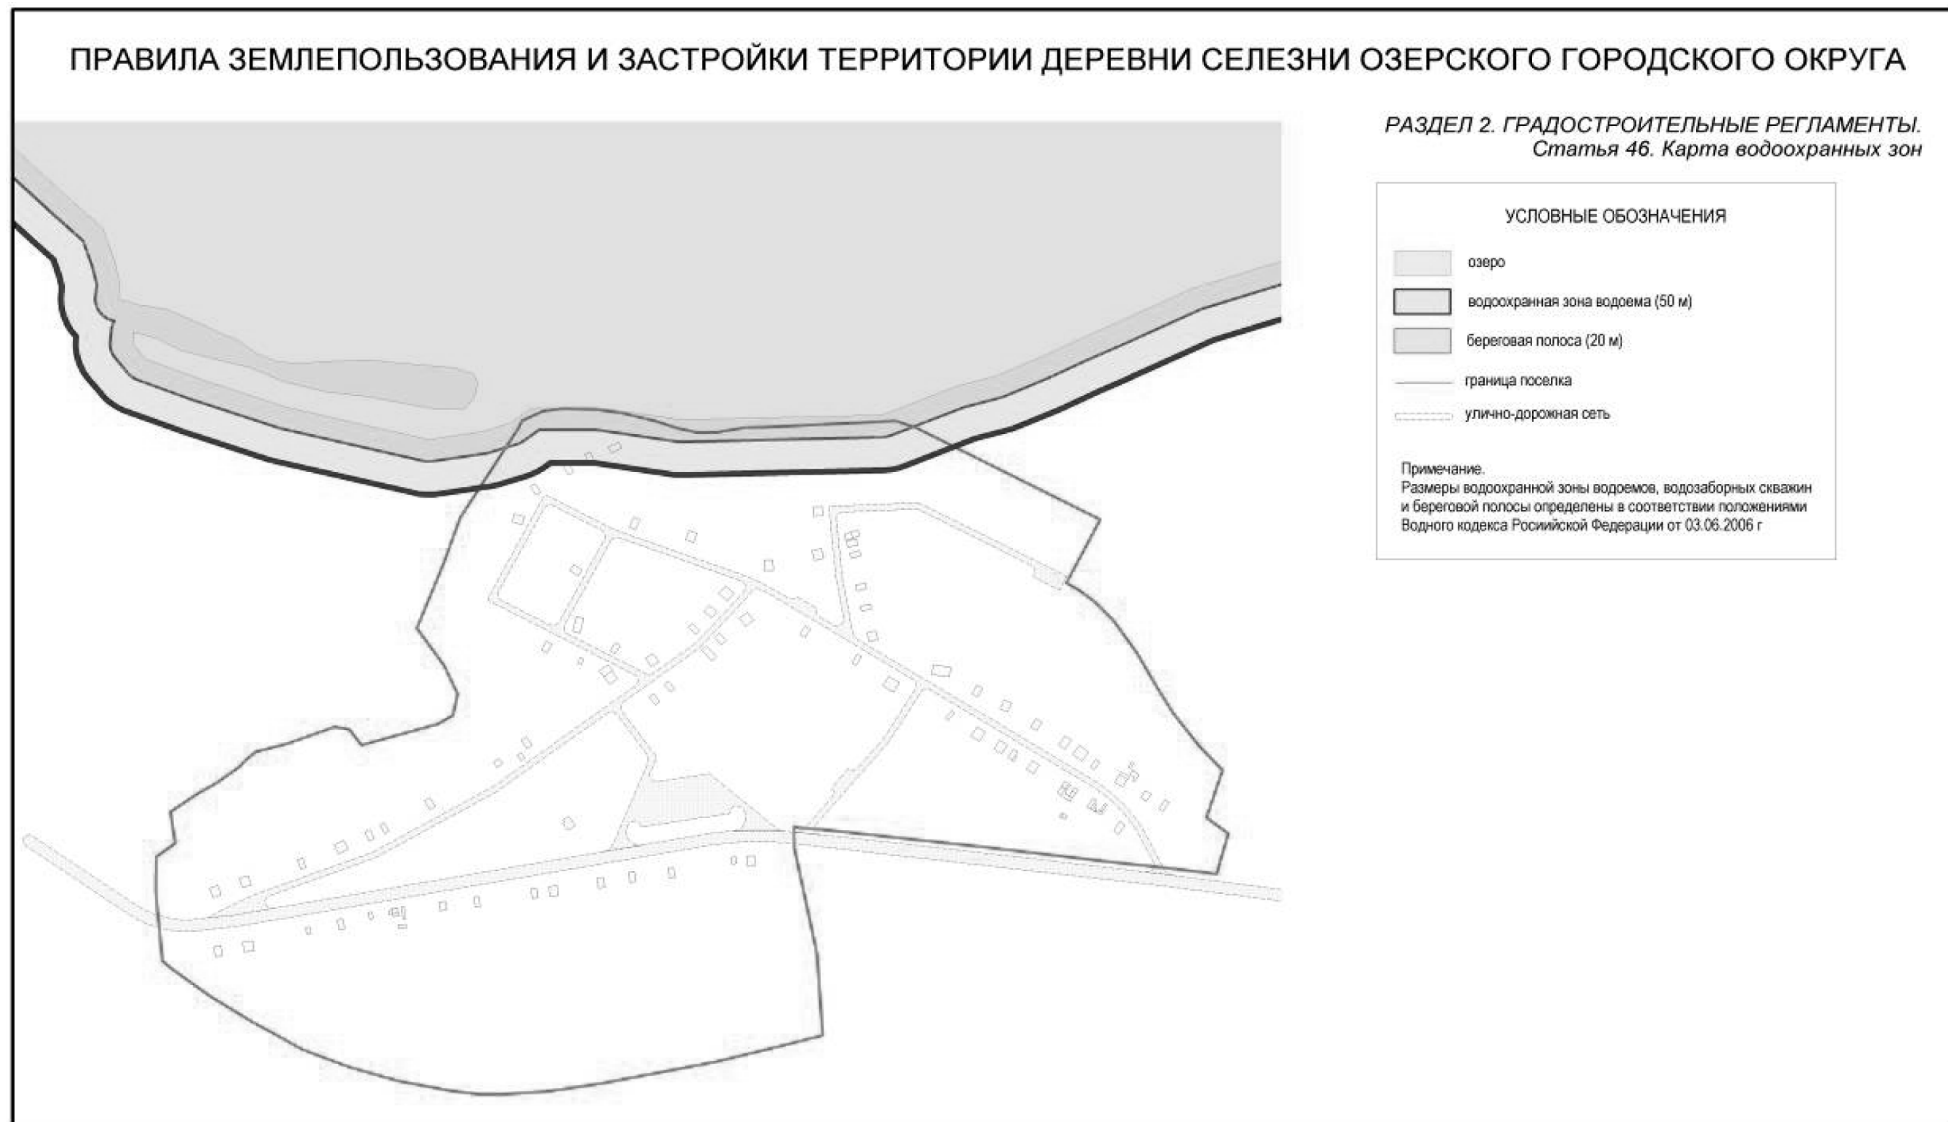 ПРАВИЛА ЗЕМЛЕПОЛЬЗОВАНИЯ И ЗАСТРОЙКИ ТЕРРИТОРИИ ДЕРЕВНИ СЕЛЕЗНИ ОЗЕРСКОГО ГОРОДСКОГО ОКРУГА
РАЗДЕЛ 2. ГРАДОСТРОИТЕЛЬНЫЕ РЕГЛАМЕНТЫ.
Статья 46. Карта водоохранных зон
УСЛОВНЫЕ ОБОЗНАЧЕНИЯ
озеро
водоохранная зона водоема (50 м)
береговая полоса (20 м)
граница поселка
улично-дорожная сеть
Примечание.
Размеры водоохранной зоны водоемов, водозаборных скважин
и береговой полосы определены в соответствии положениями
Водного кодекса Росиийской Федерации от 03.06.2006 г